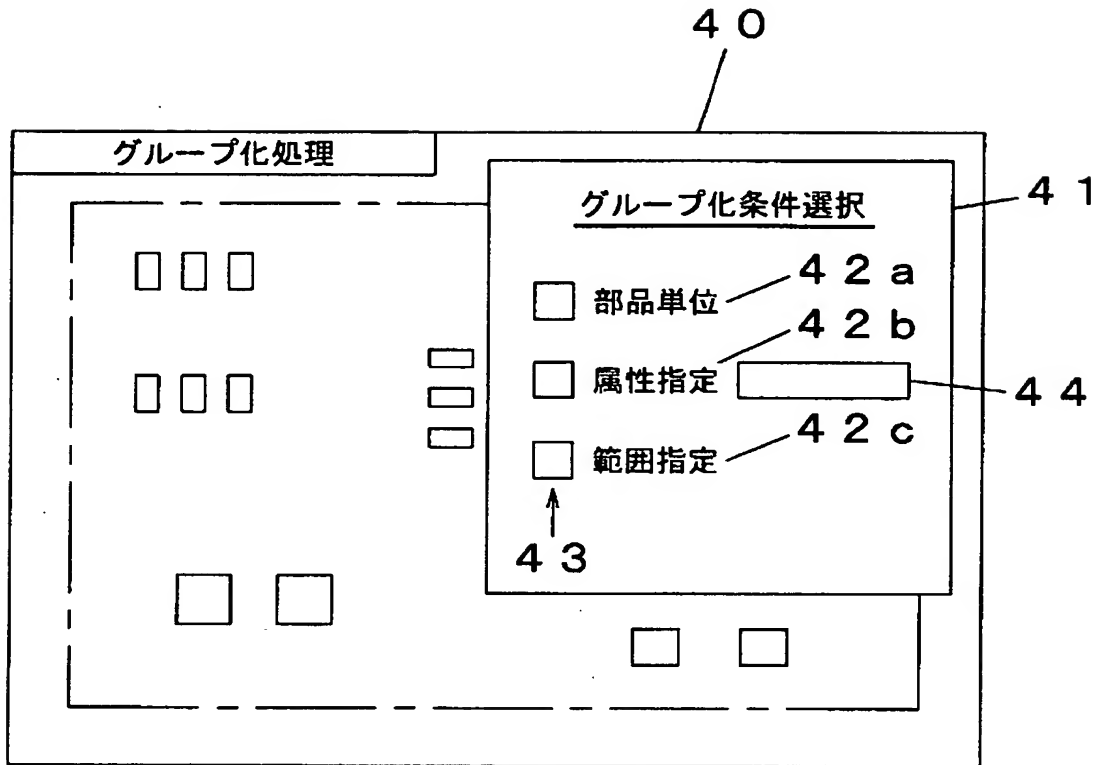 ４０
グループ化処理
グループ化条件選択
４１
部品単位
４２ａ
４２ｂ
属性指定
４４
４２ｃ
範囲指定
４３